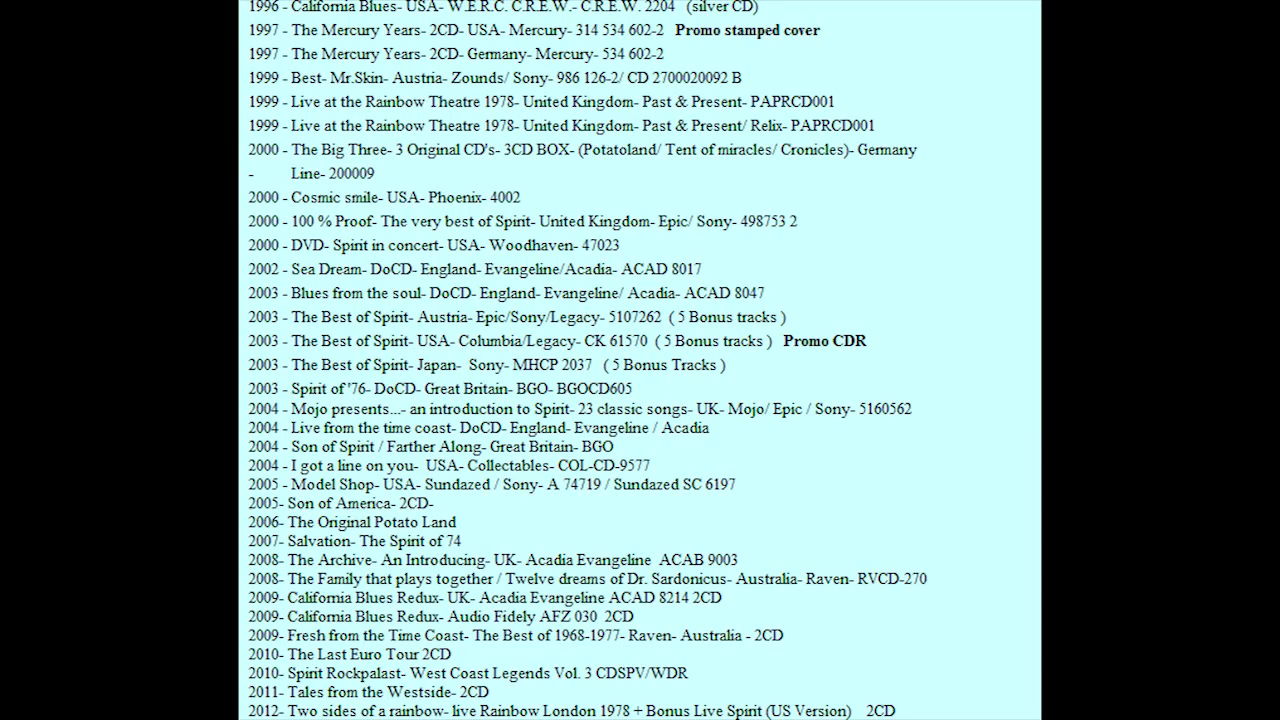 1996 - California Blues- USA- W.E.R.C. C.R.E.W.- C.R.E.W. 2204 (silver CD)
1997 - The Mercury Years- 2CD- USA- Mercury- 314 534 602-2 Promo stamped cover
1997 - The Mercury Years- 2CD- Germany- Mercury- 534 602-2
1999 - Best- Mr.Skin- Austria- Zounds/ Sony- 986 126-2/ CD 2700020092 B
1999 - Live at the Rainbow Theatre 1978- United Kingdom- Past & Present- PAPRCD001
1999 - Live at the Rainbow Theatre 1978- United Kingdom- Past & Present/ Relix- PAPRCD001
2000 - The Big Three- 3 Original CD's- 3CD BOX- (Potatoland/ Tent of miracles/ Cronicles)- Germany
- Line- 200009
2000 - Cosmic smile- USA- Phoenix- 4002
2000 - 100 % Proof- The very best of Spirit- United Kingdom- Epic/ Sony- 498753 2
2000 - DVD- Spirit in concert- USA- Woodhaven- 47023
2002 - Sea Dream- DoCD- England- Evangeline/Acadia- ACAD 8017
2003 - Blues from the soul- DoCD- England- Evangeline/ Acadia- ACAD 8047
2003 - The Best of Spirit- Austria- Epic/Sony/Legacy- 5107262 ( 5 Bonus tracks )
2003 - The Best of Spirit- USA- Columbia/Legacy- CK 61570 ( 5 Bonus tracks ) Promo CDR
2003 - The Best of Spirit- Japan- Sony- MHCP 2037 ( 5 Bonus Tracks )
2003 - Spirit of '76- DoCD- Great Britain- BGO- BGOCD605
2004 - Mojo presents...- an introduction to Spirit- 23 classic songs- UK- Mojo/ Epic / Sony- 5160562
2004 - Live from the time coast- DoCD- England- Evangeline / Acadia
2004 - Son of Spirit / Farther Along- Great Britain- BGO
2004 - I got a line on you- USA- Collectables- COL-CD-9577
2005 - Model Shop- USA- Sundazed / Sony- A 74719 / Sundazed SC 6197
2005- Son of America- 2CD-
2006- The Original Potato Land
2007- Salvation- The Spirit of 74
2008- The Archive- An Introducing- UK- Acadia Evangeline ACAB 9003
2008- The Family that plays together / Twelve dreams of Dr. Sardonicus- Australia- Raven- RVCD-270
2009- California Blues Redux- UK- Acadia Evangeline ACAD 8214 2CD
2009- California Blues Redux- Audio Fidely AFZ 030 2CD
2009- Fresh from the Time Coast- The Best of 1968-1977- Raven- Australia - 2CD
2010- The Last Euro Tour 2CD
2010- Spirit Rockpalast- West Coast Legends Vol. 3 CDSPV/WDR
2011- Tales from the Westside- 2CD
2012- Two sides of a rainbow- live Rainbow London 1978 + Bonus Live Spirit (US Version) 2CD